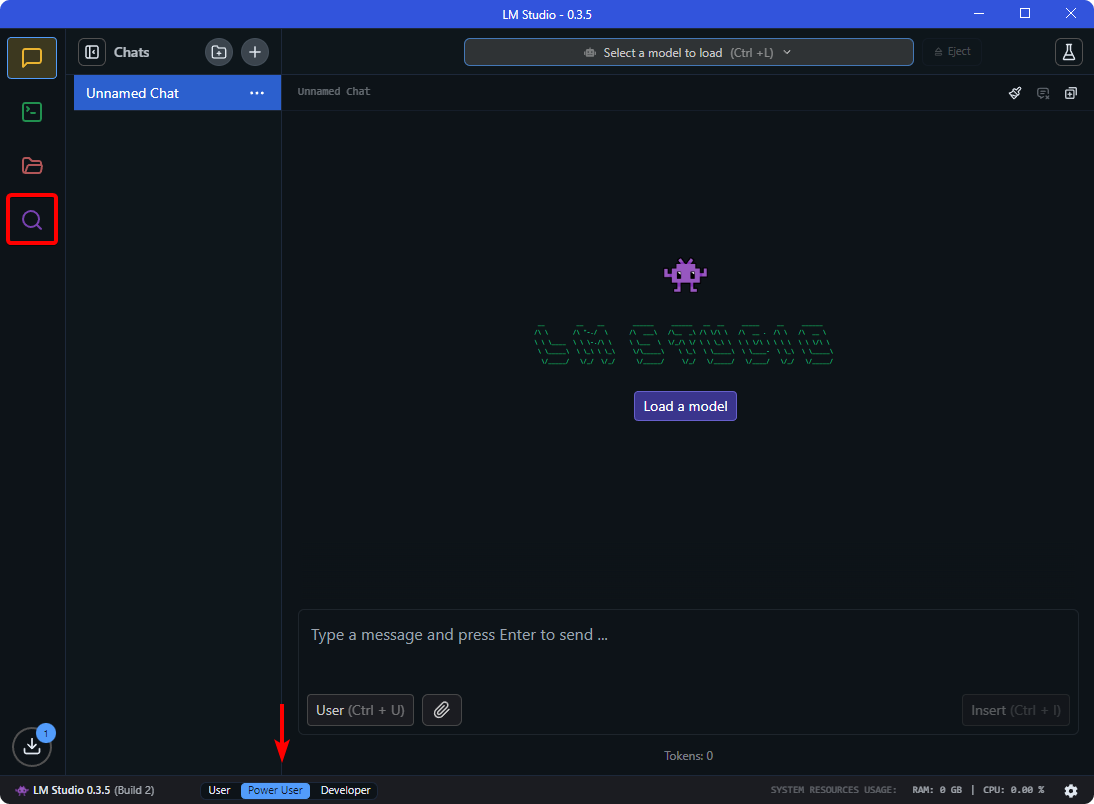 LM Studio - 0.3.5
Chats
Select a model to load (Ctrl +L)
Eject
Unnamed Chat
Unnamed Chat
LM STUDIO
Load a model
Type a message and press Enter to send ...
User (Ctrl + U)
Insert (Ctrl + I)
Tokens: 0
1
LM Studio 0.3.5 (Build 2)
User
Power User
Developer
SYSTEM RESOURCES USAGE: RAM: 0 GB | CPU: 0.00 %